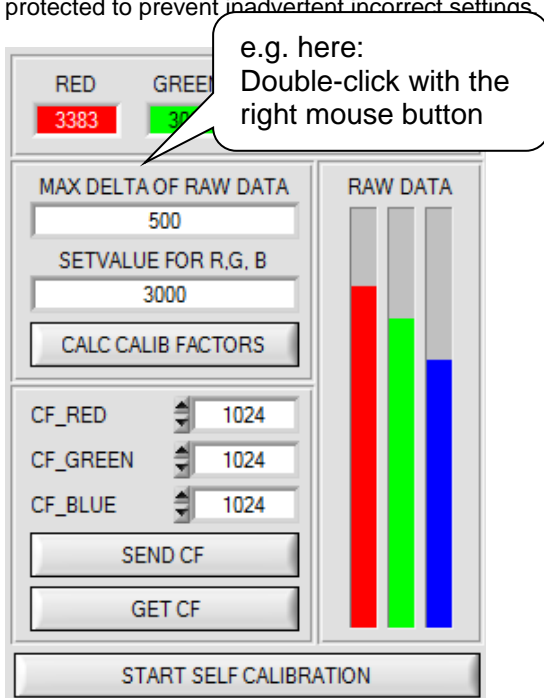 protected to prevent inadvertent incorrect settings
e.g. here:
Double-click with the
right mouse button
RED
3383
MAX DELTA OF RAW DATA
500
SETVALUE FOR R,G, B
3000
CALC CALIB FACTORS
RAW DATA
CF_RED 1024
CF_GREEN 1024
CF_BLUE 1024
SEND CF
GET CF
START SELF CALIBRATION